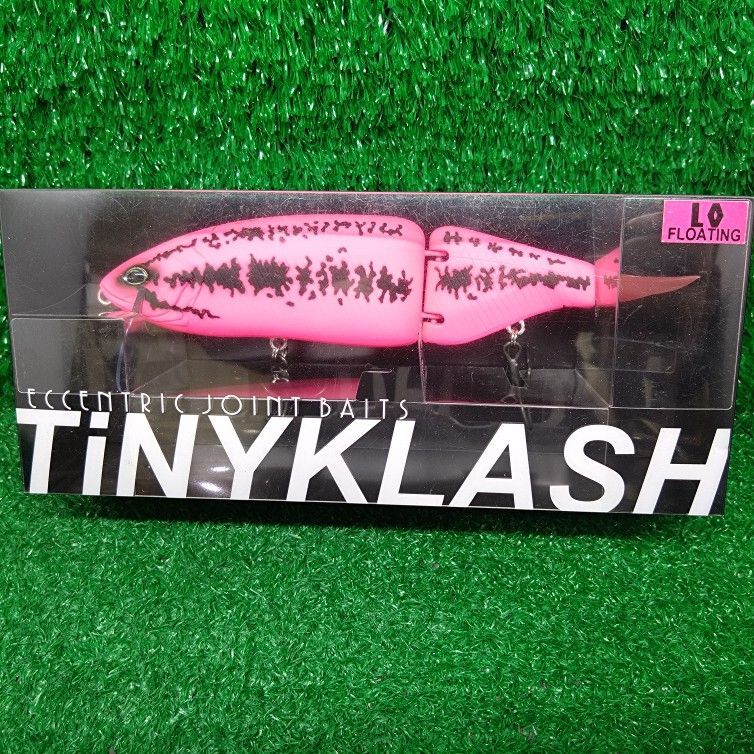 LO
FLOATING
ECCENTRIC JOINT BAITS
TiNYKLASH